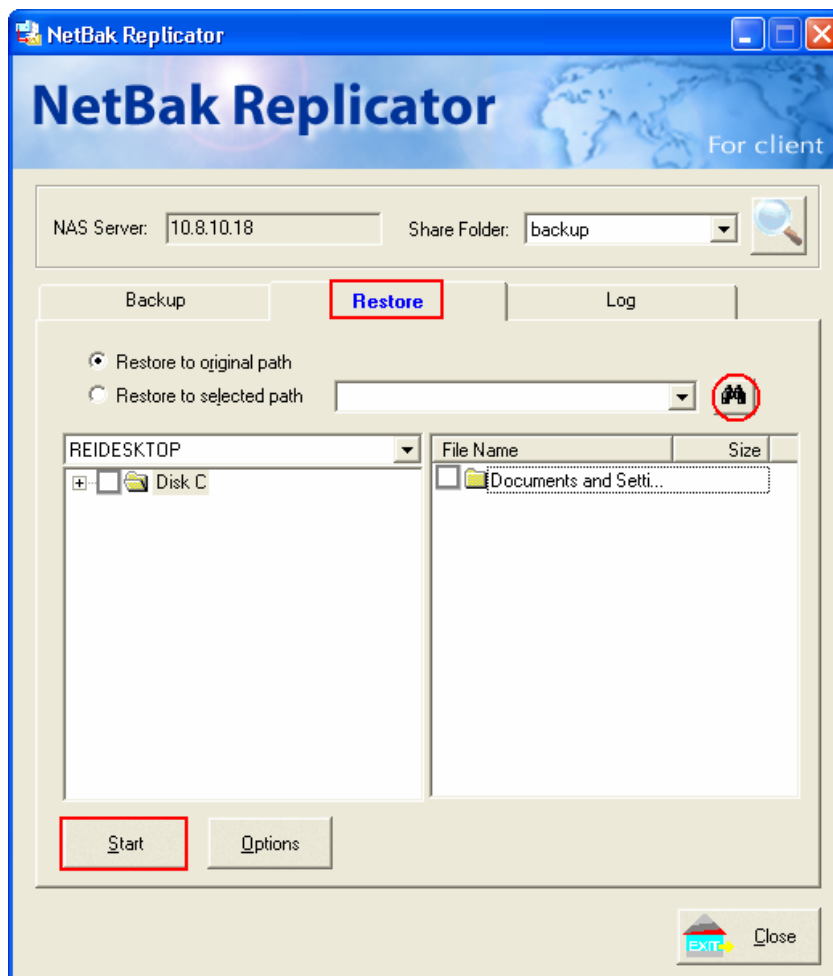 NetBak Replicator
NetBak Replicator
For client
NAS Server: 10.8.10.18 Share Folder: backup
Backup Restore Log
Restore to original path
Restore to selected path
REIDESKTOP File Name Size
Disk C Documents and Setti...
Start Options
EXIT Close